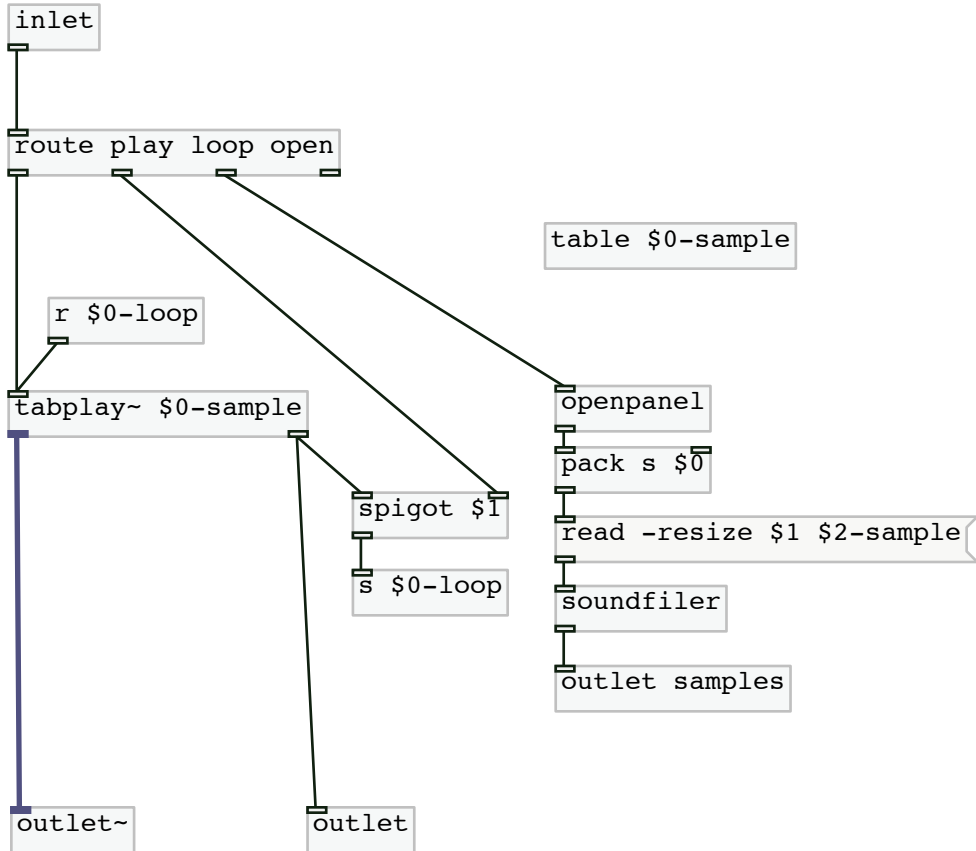 inlet
route play loop open
table $0-sample
r $0-loop
tabplay~ $0-sample
openpanel
pack s $0
spigot $1
read -resize $1 $2-sample
s $0-loop
soundfiler
outlet samples
outlet~
outlet